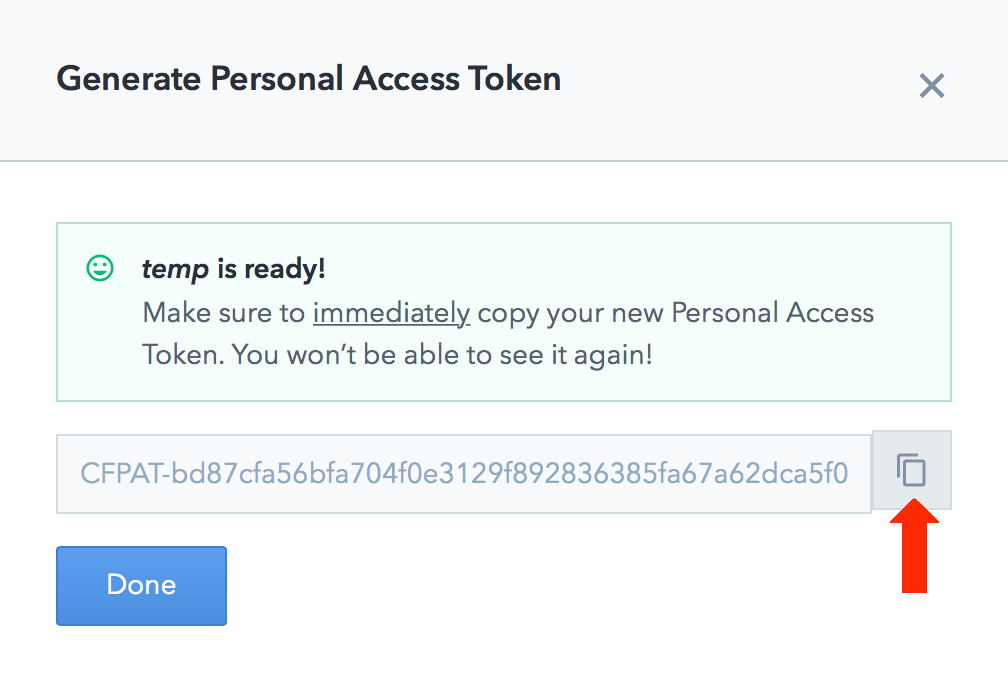 Generate Personal Access Token
temp is ready!
Make sure to immediately copy your new Personal Access
Token. You won’t be able to see it again!
CFPAT-bd87cfa56bfa704f0e3129f892836385fa67a62dca5f0
Done